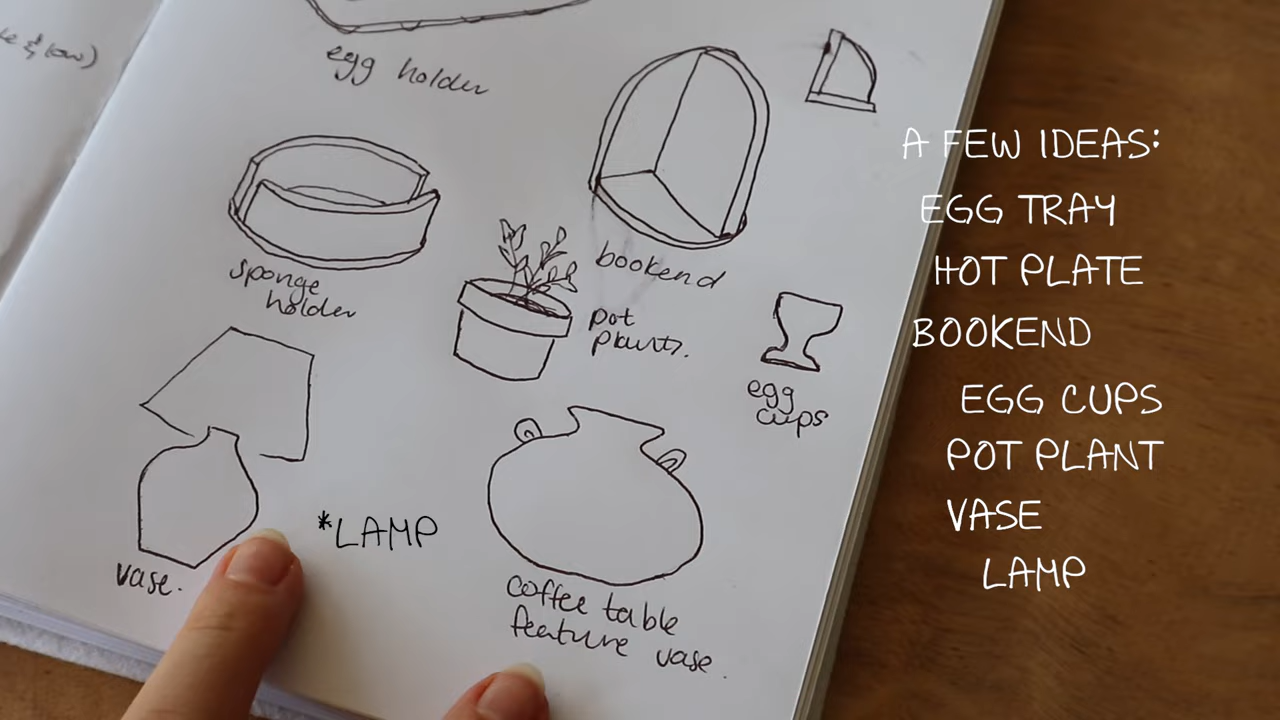 & low)
egg holder
sponge
holder
bookend
pot
plants.
egg
cups
vase.
*LAMP
coffee table
feature vase.
A FEW IDEAS:
EGG TRAY
HOT PLATE
BOOKEND
EGG CUPS
POT PLANT
VASE
LAMP